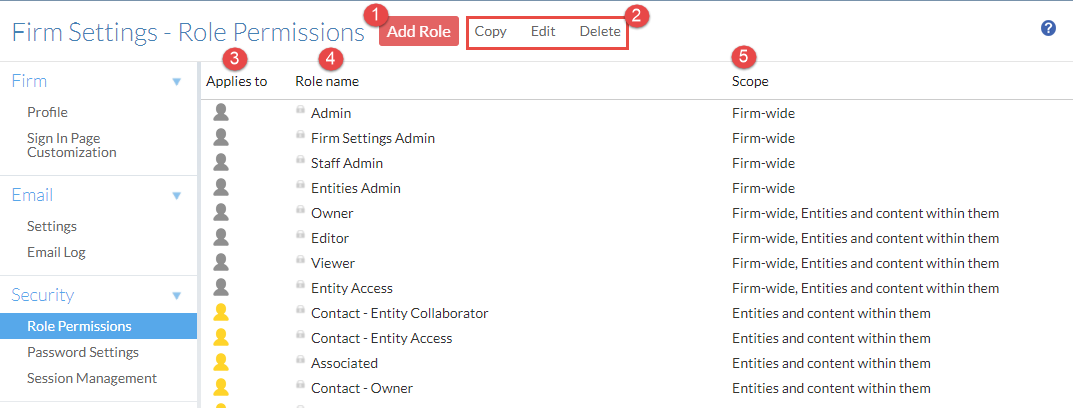 Firm Settings - Role Permissions
1
Add Role
Copy Edit Delete
2
?
Firm
Profile
Sign In Page
Customization
Email
Settings
Email Log
Security
Role Permissions
Password Settings
Session Management
3 4 5
Applies to Role name Scope
Admin Firm-wide
Firm Settings Admin Firm-wide
Staff Admin Firm-wide
Entities Admin Firm-wide
Owner Firm-wide, Entities and content within them
Editor Firm-wide, Entities and content within them
Viewer Firm-wide, Entities and content within them
Entity Access Firm-wide, Entities and content within them
Contact - Entity Collaborator Entities and content within them
Contact - Entity Access Entities and content within them
Associated Entities and content within them
Contact - Owner Entities and content within them